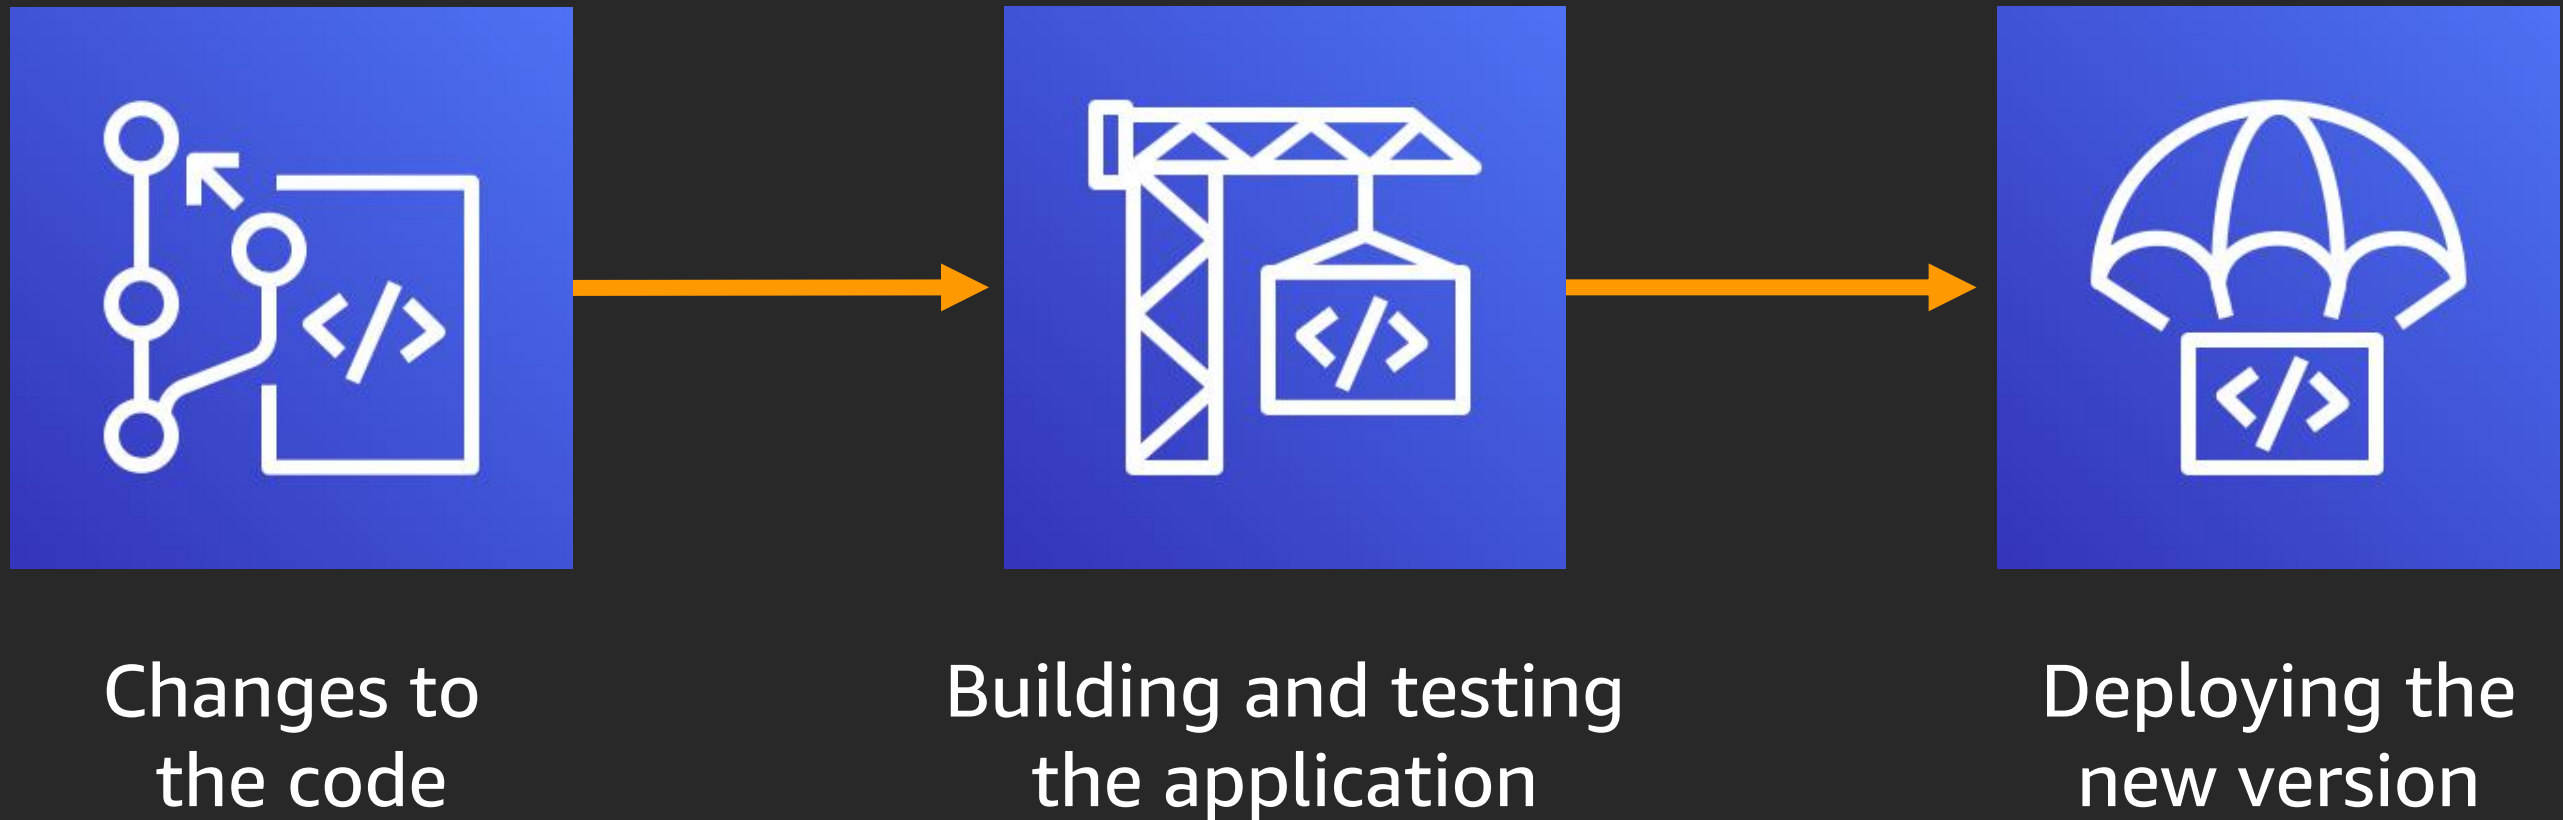 Changes to
the code
Building and testing
the application
Deploying the
new version
</>
</>
</>